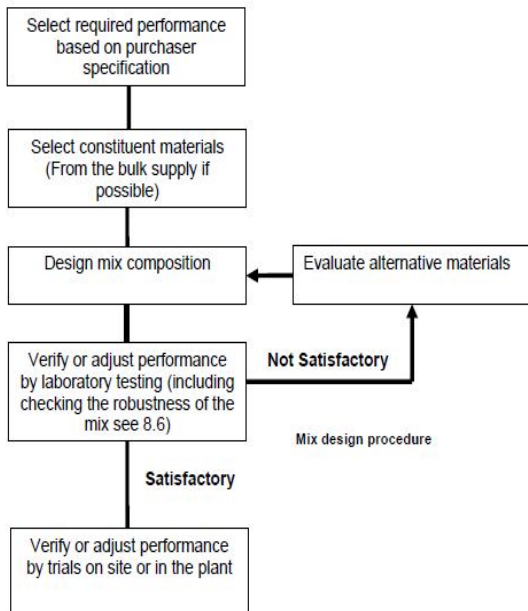 Select required performance
based on purchaser
specification
Select constituent materials
(From the bulk supply if
possible)
Design mix composition
Evaluate alternative materials
Verify or adjust performance
by laboratory testing (including
checking the robustness of the
mix see 8.6)
Not Satisfactory
Mix design procedure
Satisfactory
Verify or adjust performance
by trials on site or in the plant